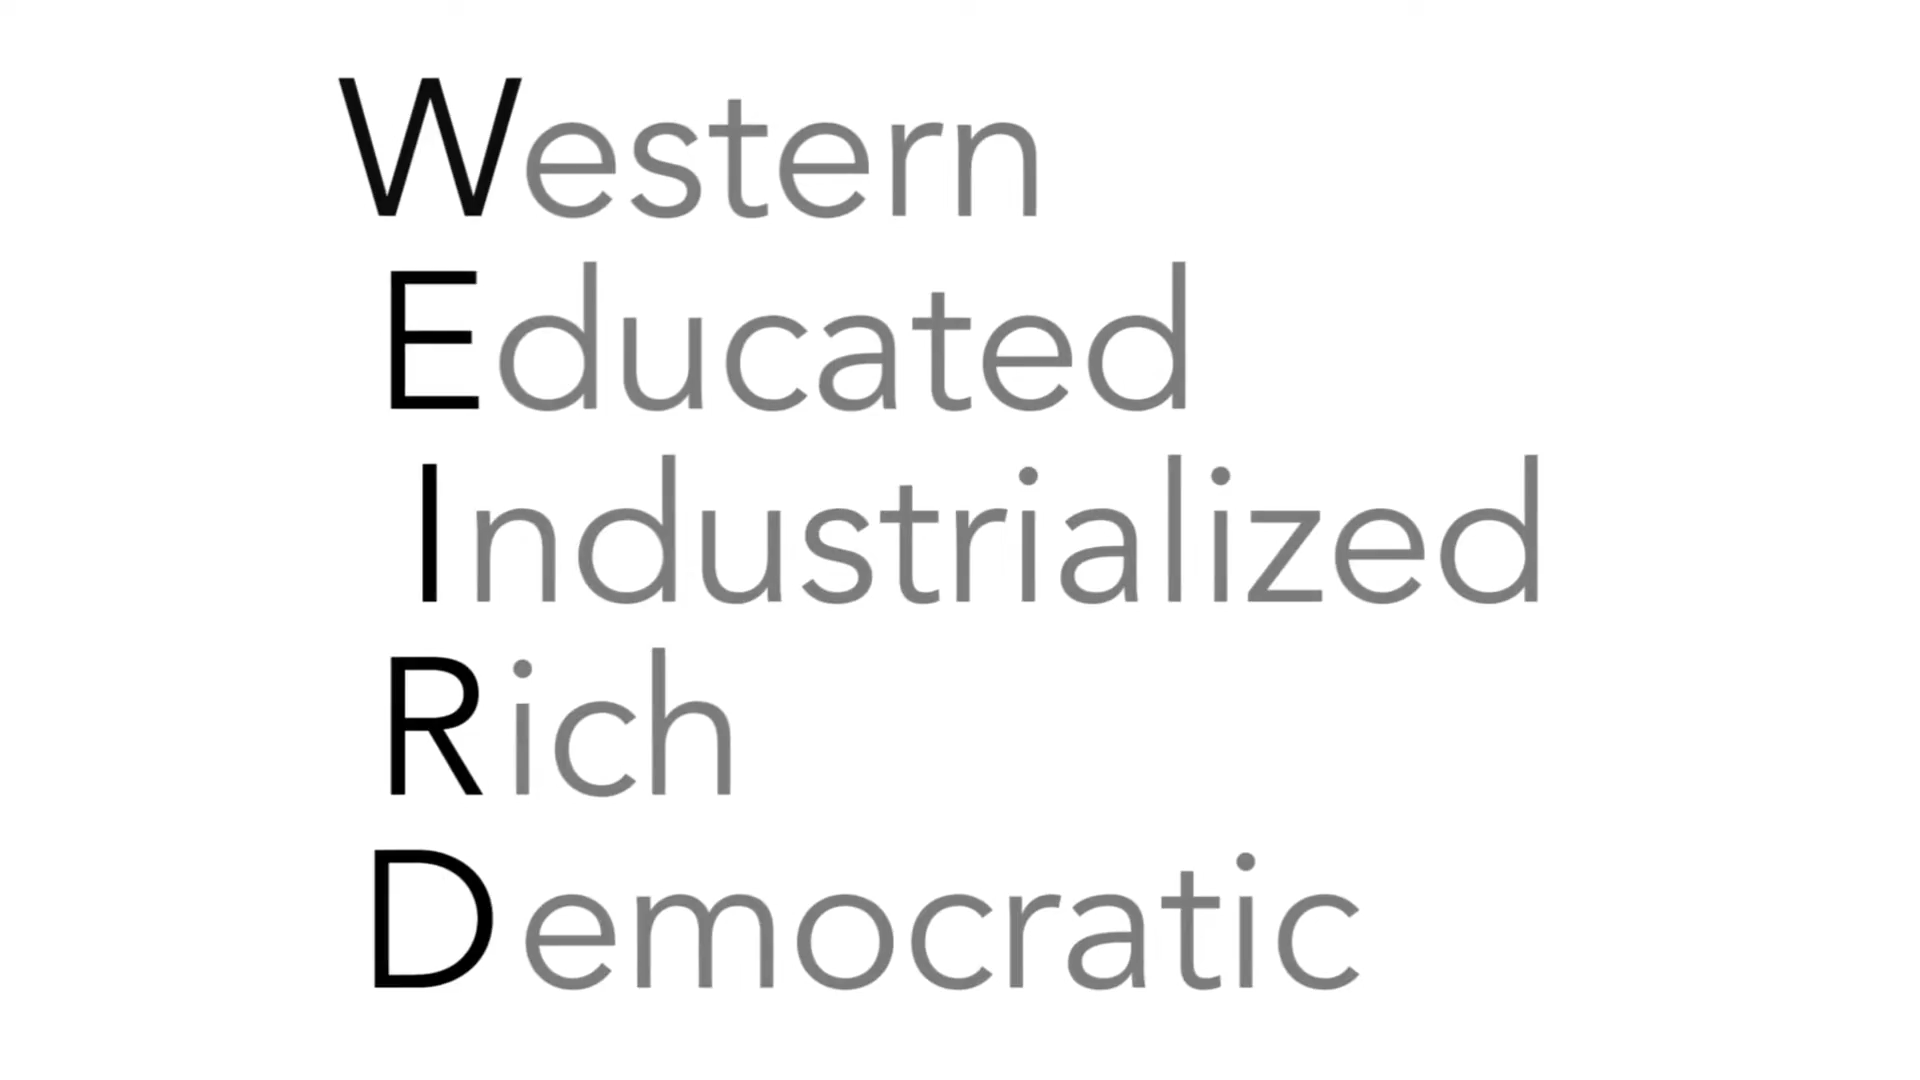 Western
Educated
Industrialized
Rich
Democratic